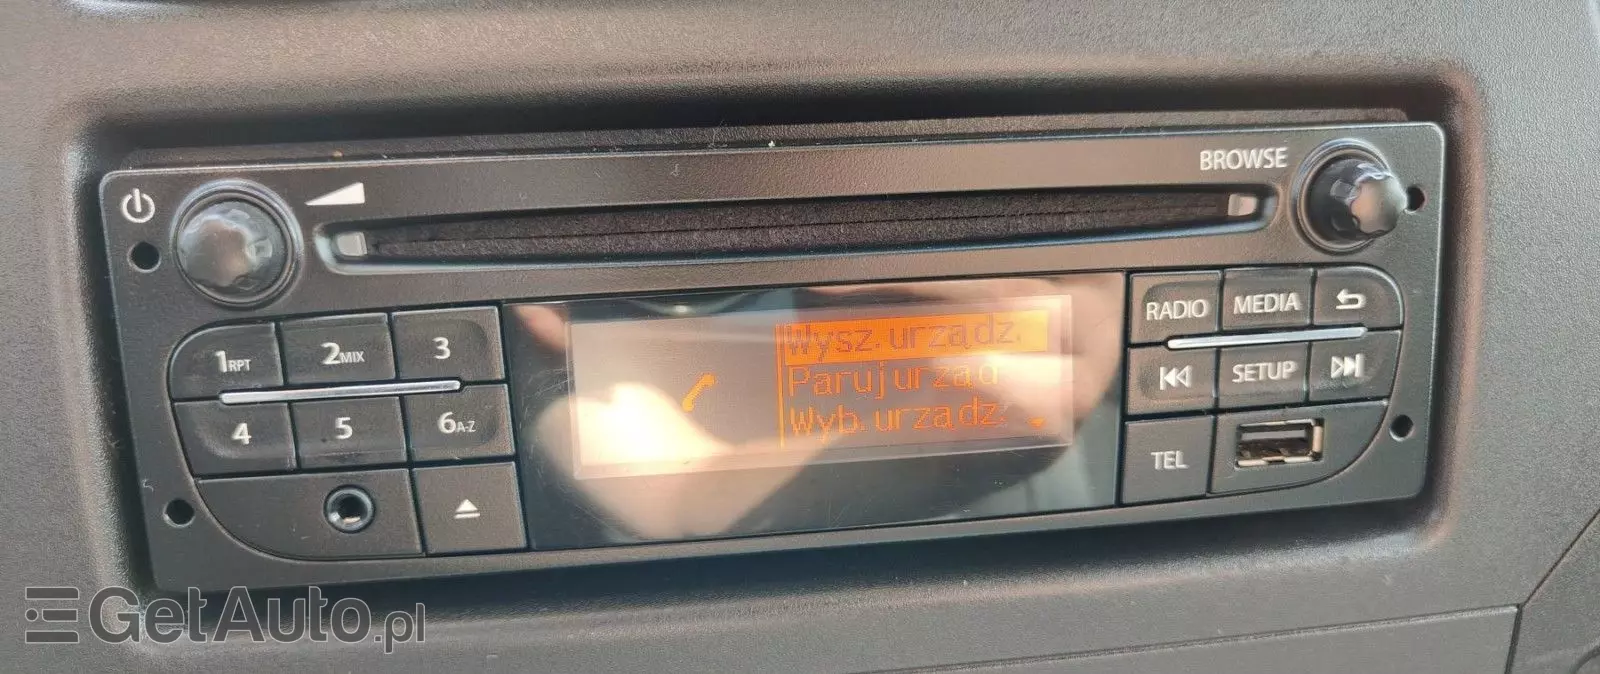 BROWSE
Wysz.urządz.
Paruj urząd
Wyb.urządz.
1RPT
2MIX
3
4
5
6A-Z
RADIO
MEDIA
SETUP
TEL
GetAuto.pl